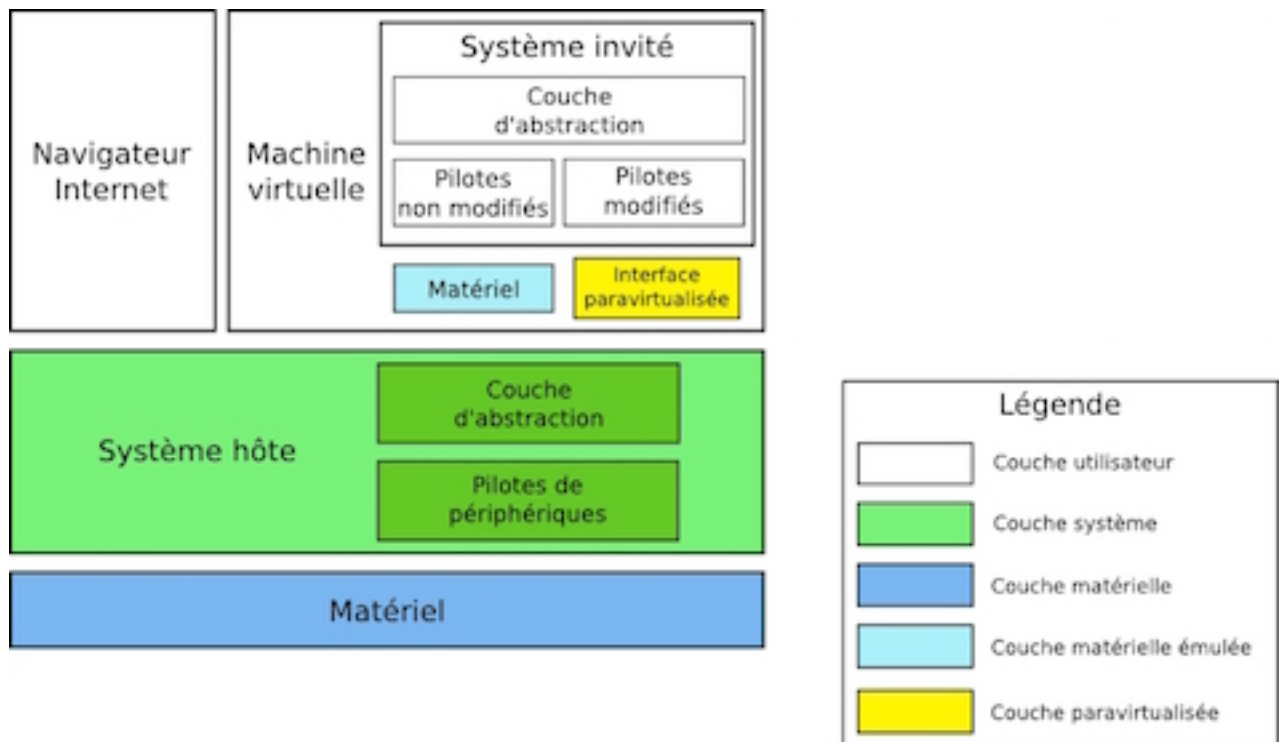 Système invité
Couche
d'abstraction
Navigateur
Internet
Machine
virtuelle
Pilotes
non modifiés
Pilotes
modifiés
Matériel
Interface
paravirtualisée
Couche
d'abstraction
Système hôte
Pilotes de
périphériques
Matériel
Légende
Couche utilisateur
Couche système
Couche matérielle
Couche matérielle émulée
Couche paravirtualisée